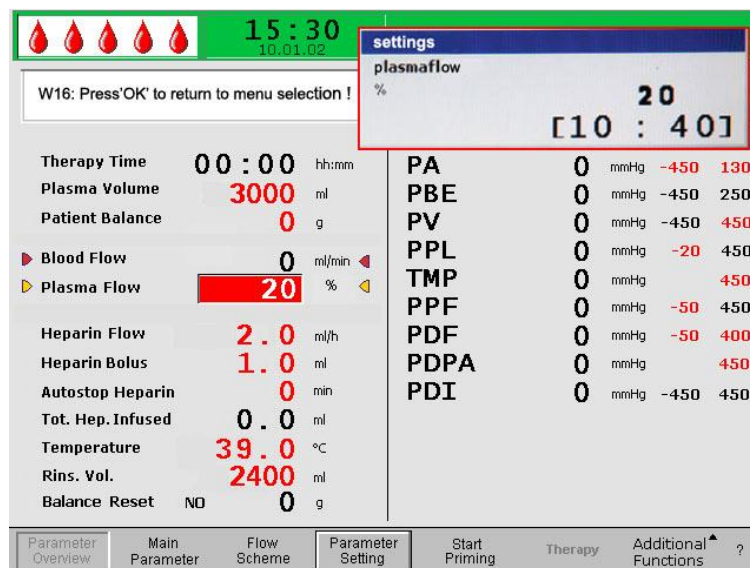 15:30
10.01.02
settings
plasmaflow
% 20
[10 : 40]
W16: Press'OK' to return to menu selection !
Therapy Time 00:00 hh:mm
Plasma Volume 3000 ml
Patient Balance 0 g
Blood Flow 0 ml/min
Plasma Flow 20 %
Heparin Flow 2.0 ml/h
Heparin Bolus 1.0 ml
Autostop Heparin 0 min
Tot. Hep. Infused 0.0 ml
Temperature 39.0 °C
Rins. Vol. 2400 ml
Balance Reset NO 0 g
PA 0 mmHg -450 130
PBE 0 mmHg -450 250
PV 0 mmHg -450 450
PPL 0 mmHg -20 450
TMP 0 mmHg 450
PPF 0 mmHg -50 450
PDF 0 mmHg -50 400
PDPA 0 mmHg 450
PDI 0 mmHg -450 450
Parameter Overview
Main Parameter
Flow Scheme
Parameter Setting
Start Priming
Therapy
Additional Functions
?